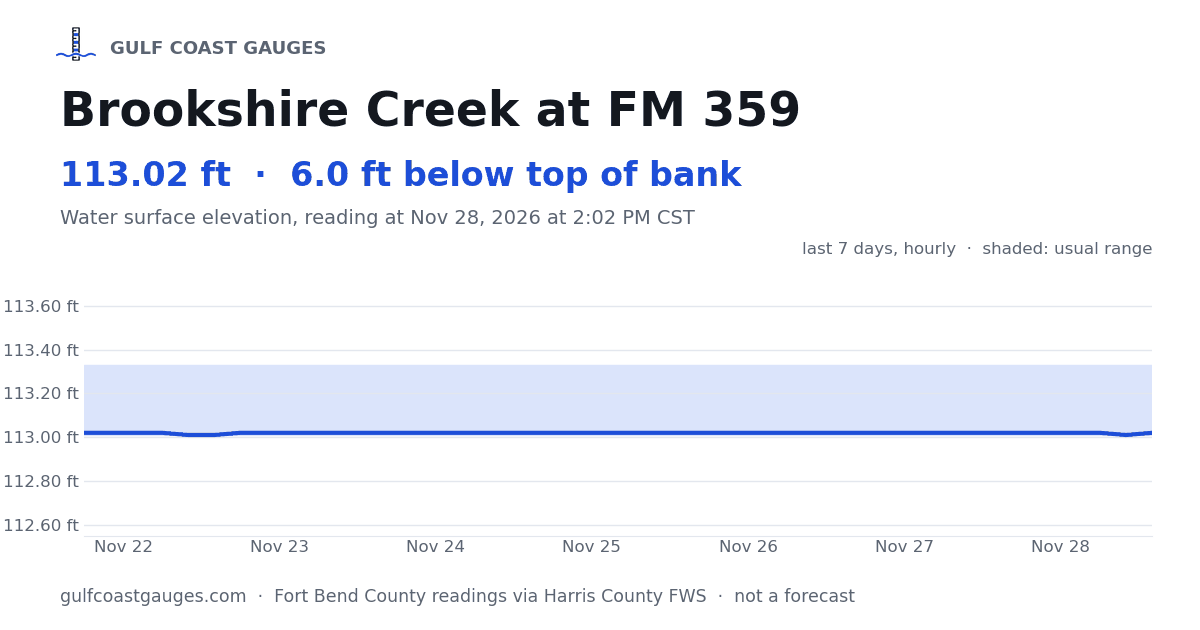 GULF COAST GAUGES
Brookshire Creek at FM 359
113.02 ft · 6.0 ft below top of bank
Water surface elevation, reading at Nov 28, 2026 at 2:02 PM CST
last 7 days, hourly · shaded: usual range
113.60 ft
113.40 ft
113.20 ft
113.00 ft
112.80 ft
112.60 ft
Nov 22 Nov 23 Nov 24 Nov 25 Nov 26 Nov 27 Nov 28
gulfcoastgauges.com · Fort Bend County readings via Harris County FWS · not a forecast